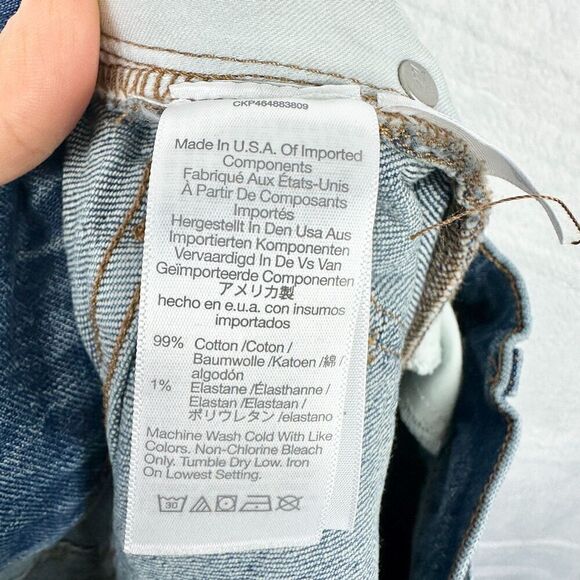 CKP464883809
Made In U.S.A. Of Imported
Components
Fabriqué Aux États-Unis
À Partir De Composants
Importés
Hergestellt In Den Usa Aus
Importierten Komponenten
Vervaardigd In De Vs Van
Geïmporteerde Componenten
アメリカ製
hecho en e.u.a. con insumos
importados
99% Cotton /Coton/
Baumwolle /Katoen /綿/
algodón
1% Elastane /Élasthanne/
Elastan /Elastaan/
ポリウレタン /elastano
Machine Wash Cold With Like
Colors. Non-Chlorine Bleach
Only. Tumble Dry Low. Iron
On Lowest Setting.
30